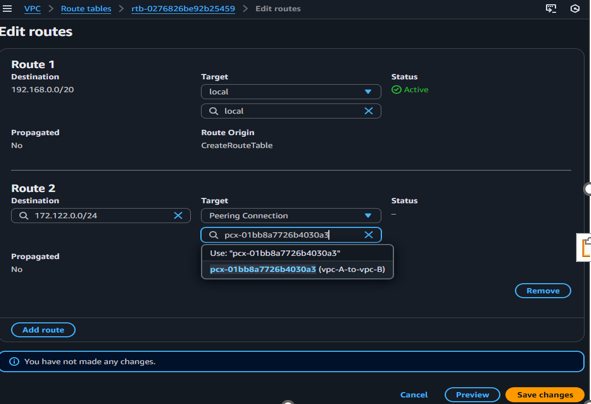 VPC > Route tables > rtb-0276826be92b25459 > Edit routes
Edit routes
Route 1
Destination Target Status
192.168.0.0/20 local Active
local
Propagated Route Origin
No CreateRouteTable
Route 2
Destination Target Status
172.122.0.0/24 Peering Connection –
pcx-01bb8a7726b4030a3
Propagated
Use: "pcx-01bb8a7726b4030a3"
No
pcx-01bb8a7726b4030a3 (vpc-A-to-vpc-B)
Remove
Add route
You have not made any changes.
Cancel Preview Save changes